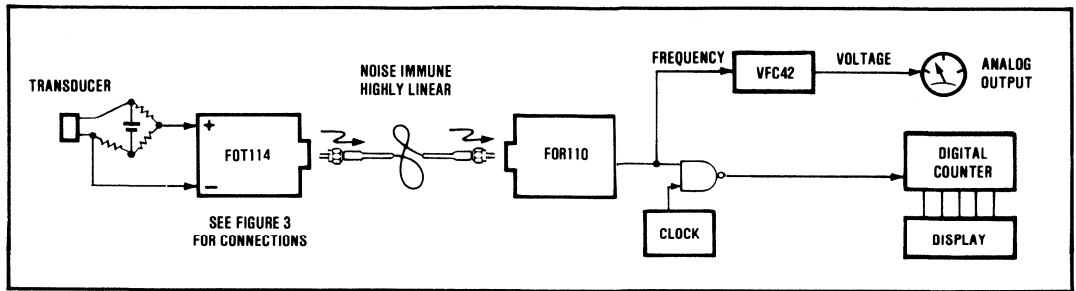 TRANSDUCER
+
−
FOT114
SEE FIGURE 3
FOR CONNECTIONS
NOISE IMMUNE
HIGHLY LINEAR
FOR110
FREQUENCY
VFC42
VOLTAGE
ANALOG
OUTPUT
CLOCK
DIGITAL
COUNTER
DISPLAY